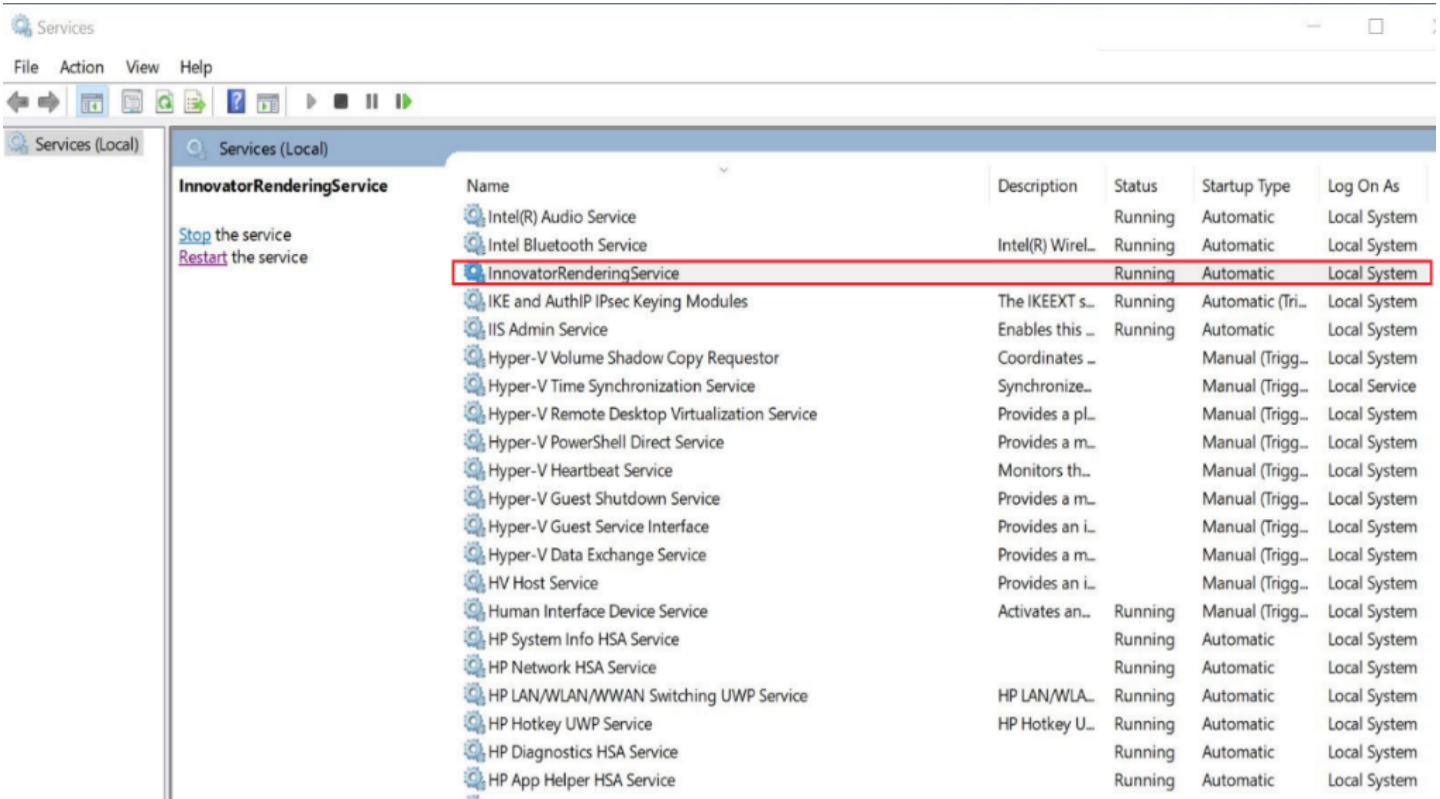 Services
File Action View Help
Services (Local)
Services (Local)
InnovatorRenderingService
Stop the service
Restart the service
Name Description Status Startup Type Log On As
Intel(R) Audio Service Running Automatic Local System
Intel Bluetooth Service Intel(R) Wirel... Running Automatic Local System
InnovatorRenderingService Running Automatic Local System
IKE and AuthIP IPsec Keying Modules The IKEEXT s... Running Automatic (Tri... Local System
IIS Admin Service Enables this ... Running Automatic Local System
Hyper-V Volume Shadow Copy Requestor Coordinates ... Manual (Trigg... Local System
Hyper-V Time Synchronization Service Synchronize... Manual (Trigg... Local Service
Hyper-V Remote Desktop Virtualization Service Provides a pl... Manual (Trigg... Local System
Hyper-V PowerShell Direct Service Provides a m... Manual (Trigg... Local System
Hyper-V Heartbeat Service Monitors th... Manual (Trigg... Local System
Hyper-V Guest Shutdown Service Provides a m... Manual (Trigg... Local System
Hyper-V Guest Service Interface Provides an i... Manual (Trigg... Local System
Hyper-V Data Exchange Service Provides a m... Manual (Trigg... Local System
HV Host Service Provides an i... Manual (Trigg... Local System
Human Interface Device Service Activates an... Running Manual (Trigg... Local System
HP System Info HSA Service Running Automatic Local System
HP Network HSA Service Running Automatic Local System
HP LAN/WLAN/WWAN Switching UWP Service HP LAN/WLA... Running Automatic Local System
HP Hotkey UWP Service HP Hotkey U... Running Automatic Local System
HP Diagnostics HSA Service Running Automatic Local System
HP App Helper HSA Service Running Automatic Local System